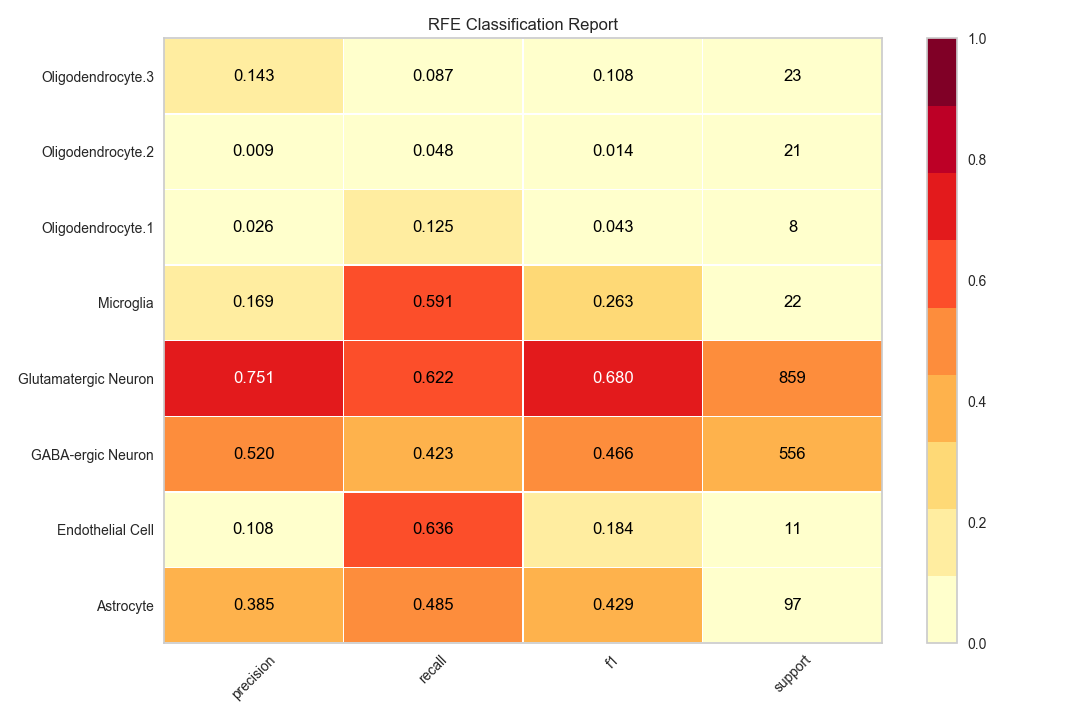 RFE Classification Report
Oligodendrocyte.3 0.143 0.087 0.108 23
Oligodendrocyte.2 0.009 0.048 0.014 21
Oligodendrocyte.1 0.026 0.125 0.043 8
Microglia 0.169 0.591 0.263 22
Glutamatergic Neuron 0.751 0.622 0.680 859
GABA-ergic Neuron 0.520 0.423 0.466 556
Endothelial Cell 0.108 0.636 0.184 11
Astrocyte 0.385 0.485 0.429 97
precision recall f1 support
1.0
0.8
0.6
0.4
0.2
0.0